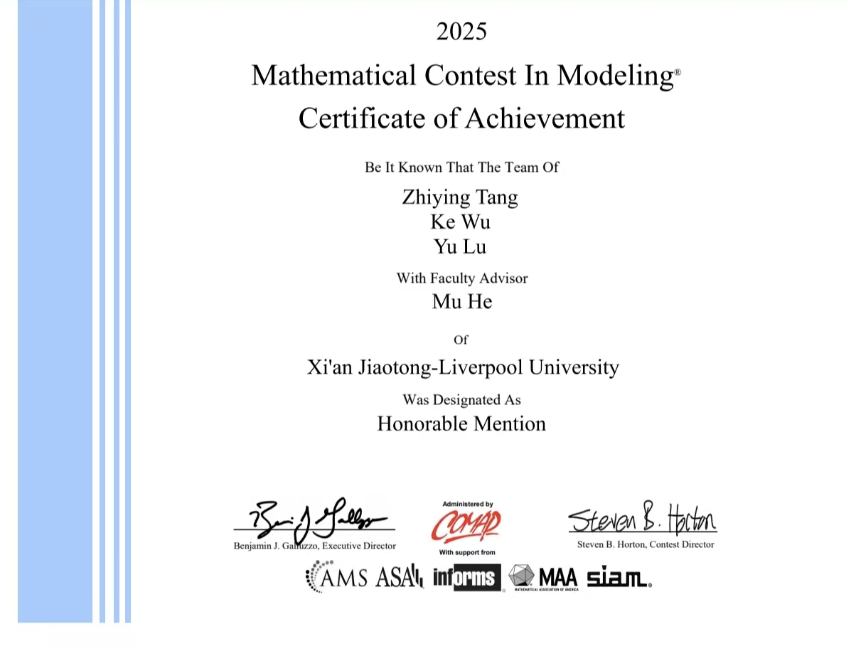 2025
Mathematical Contest In Modeling®
Certificate of Achievement
Be It Known That The Team Of
Zhiying Tang
Ke Wu
Yu Lu
With Faculty Advisor
Mu He
Of
Xi'an Jiaotong-Liverpool University
Was Designated As
Honorable Mention
Administered by
COMAP
Steven B. Horton
Benjamin J. Galluzzo, Executive Director
With support from
Steven B. Horton, Contest Director
AMS ASA informs MAA siam
MATHEMATICAL ASSOCIATION OF AMERICA